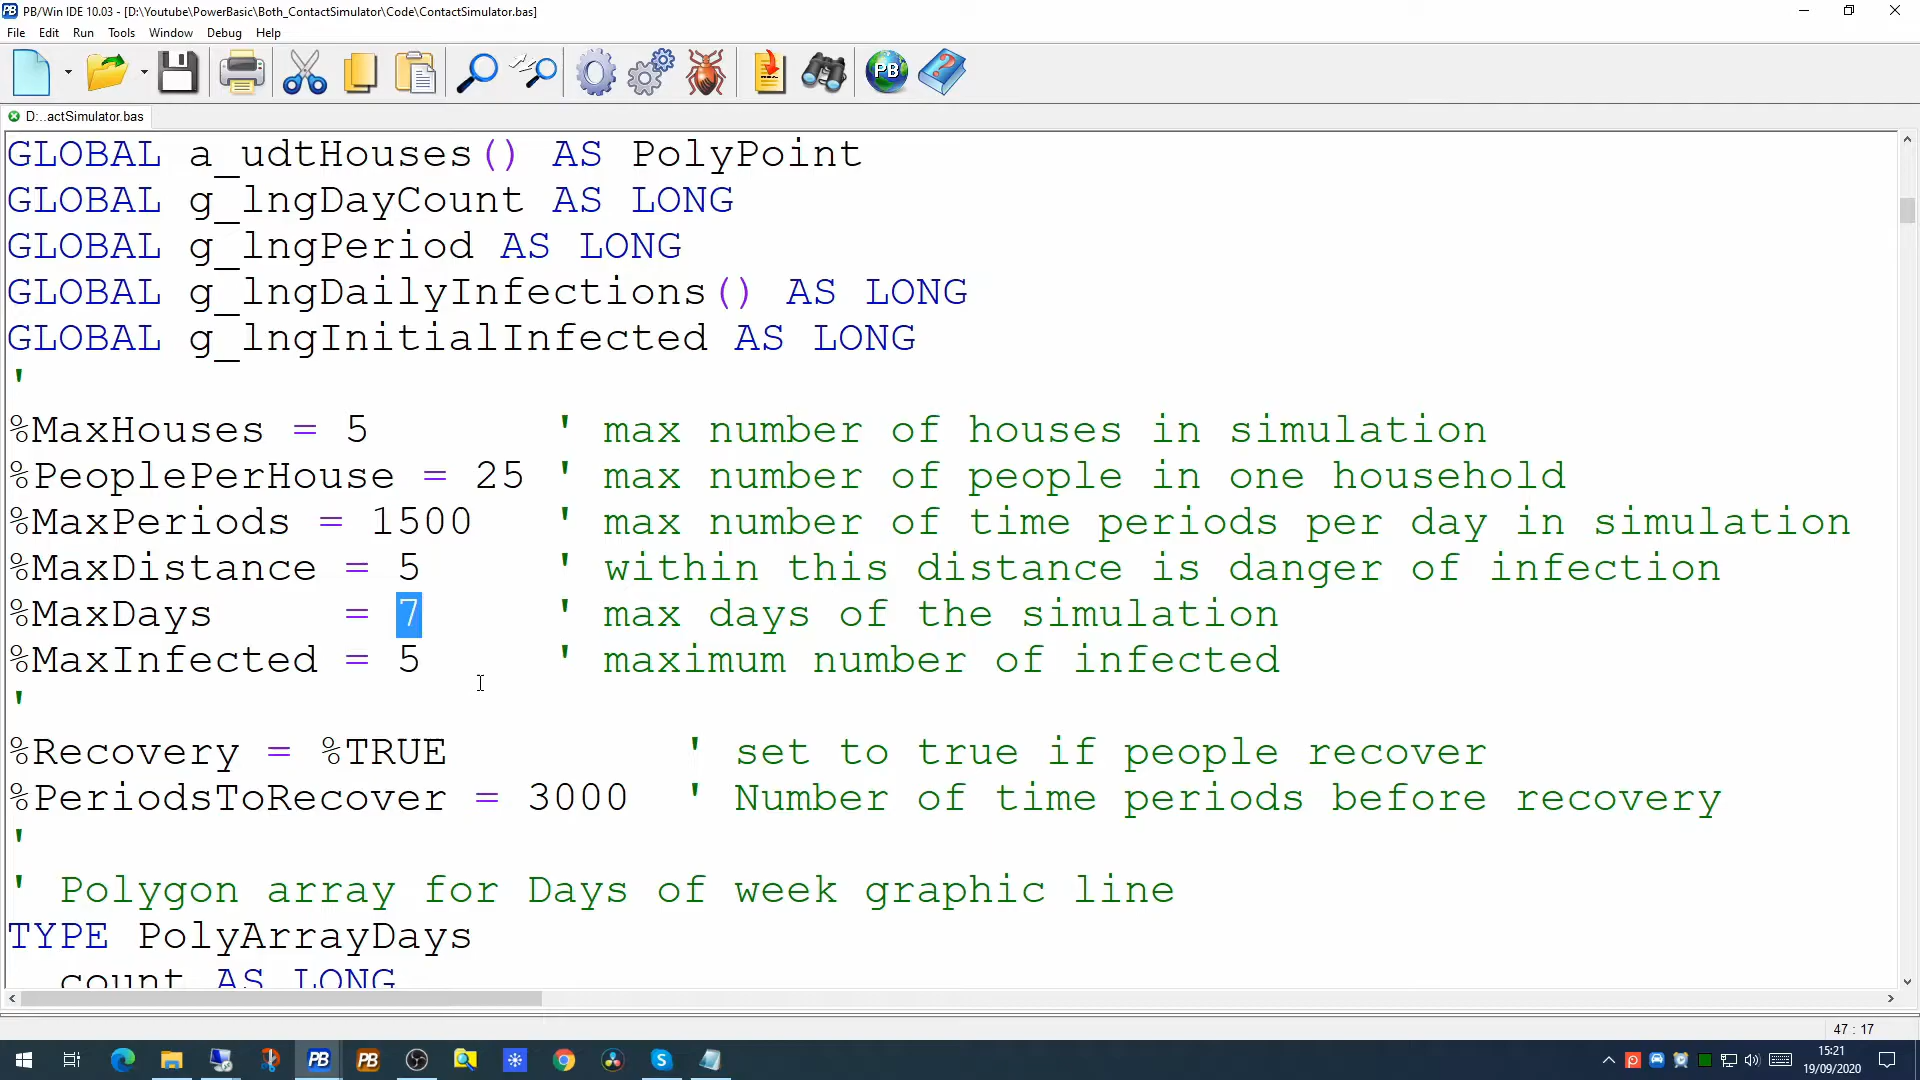 PB/Win IDE 10.03 - [D:\Youtube\PowerBasic\Both_ContactSimulator\Code\ContactSimulator.bas]
File Edit Run Tools Window Debug Help
PB
D:..actSimulator.bas
GLOBAL a_udtHouses() AS PolyPoint
GLOBAL g_lngDayCount AS LONG
GLOBAL g_lngPeriod AS LONG
GLOBAL g_lngDailyInfections() AS LONG
GLOBAL g_lngInitialInfected AS LONG
'
%MaxHouses = 5 ' max number of houses in simulation
%PeoplePerHouse = 25 ' max number of people in one household
%MaxPeriods = 1500 ' max number of time periods per day in simulation
%MaxDistance = 5 ' within this distance is danger of infection
%MaxDays = 7 ' max days of the simulation
%MaxInfected = 5 ' maximum number of infected
'
%Recovery = %TRUE ' set to true if people recover
%PeriodsToRecover = 3000 ' Number of time periods before recovery
'
' Polygon array for Days of week graphic line
TYPE PolyArrayDays
count AS LONG
47 : 17
PB PB
15:21
19/09/2020